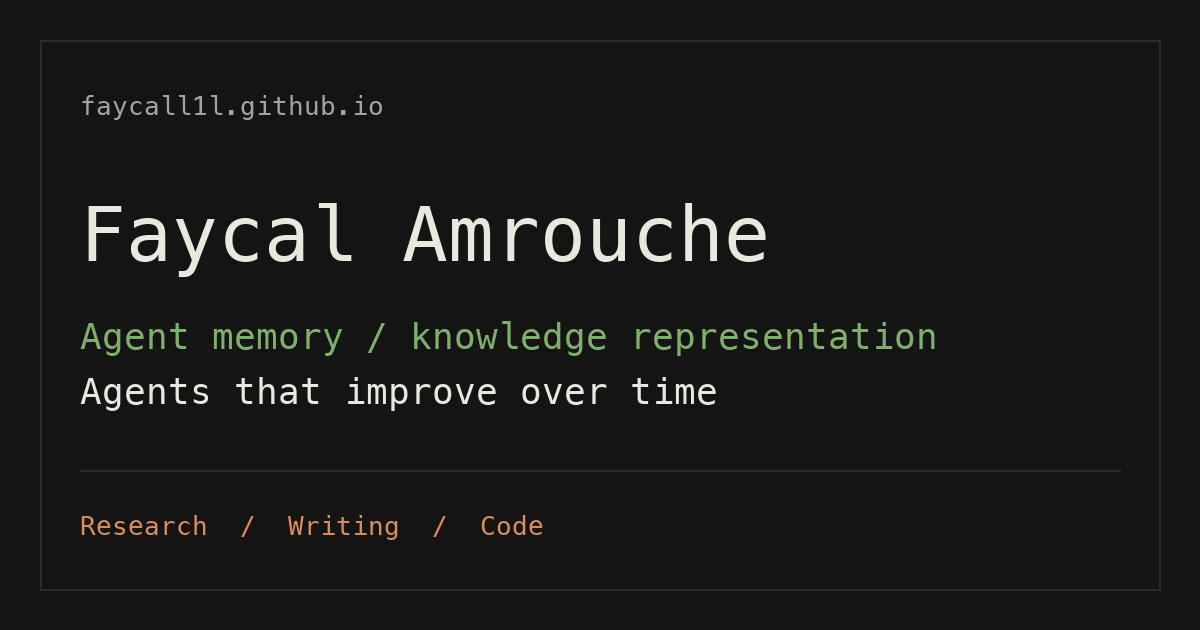 faycall1l.github.io
Faycal Amrouche
Agent memory / knowledge representation
Agents that improve over time
Research / Writing / Code